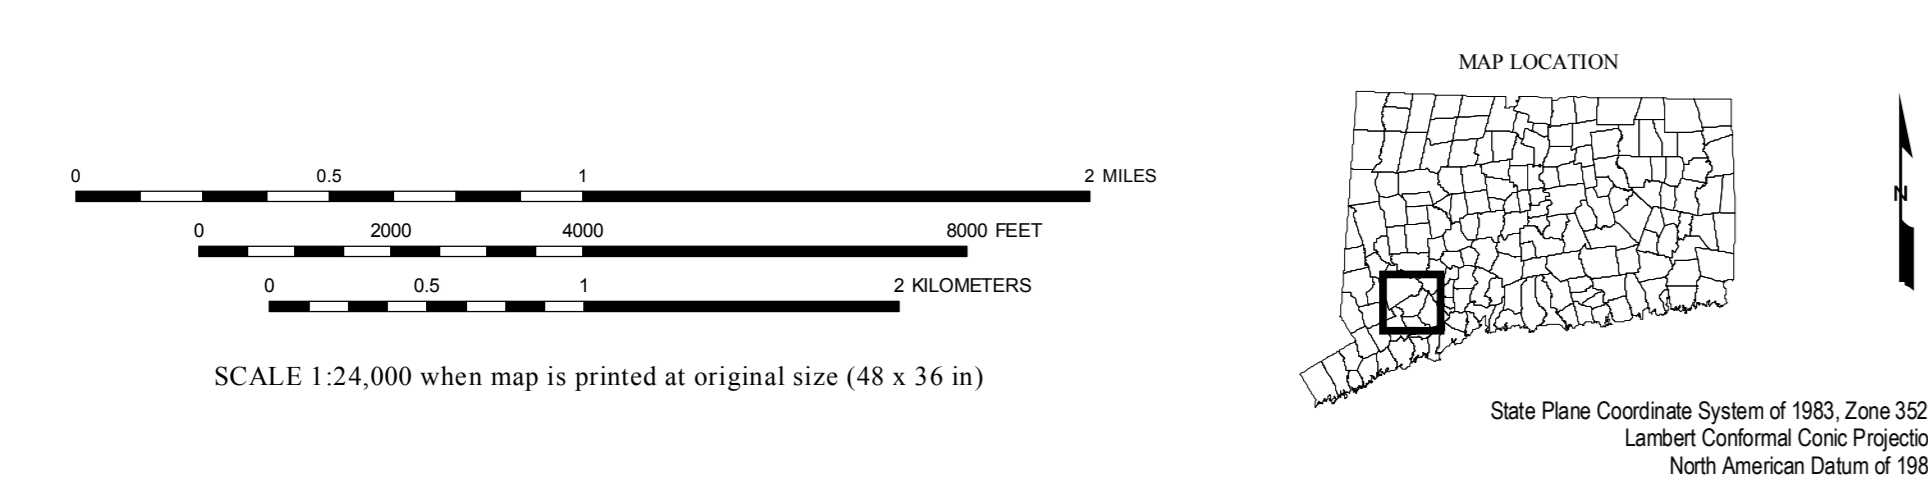 0 0.5 1 2 MILES
0 2000 4000 8000 FEET
0 0.5 1 2 KILOMETERS
SCALE 1:24,000 when map is printed at original size (48 x 36 in)
MAP LOCATION
N
State Plane Coordinate System of 1983, Zone 352
Lambert Conformal Conic Projectio
North American Datum of 198